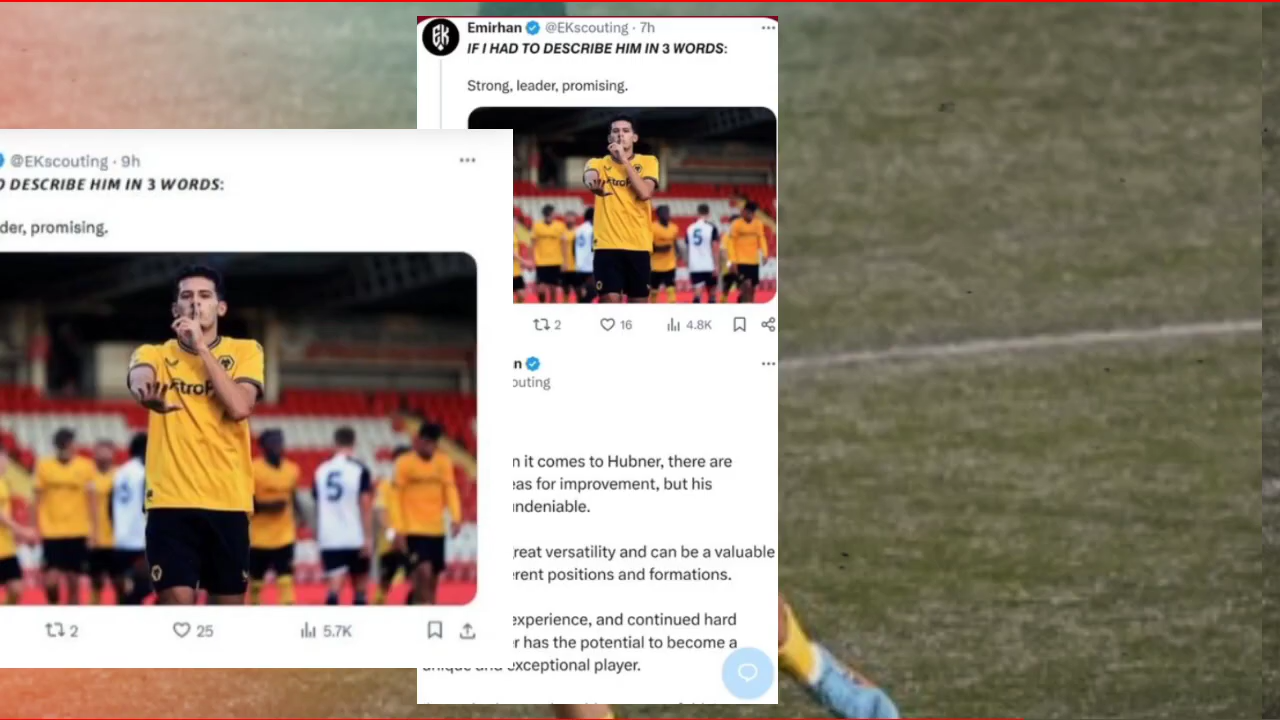 Emirhan @EKscouting · 7h
IF I HAD TO DESCRIBE HIM IN 3 WORDS:
Strong, leader, promising.
5
2 16 4.8K
@EKscouting · 9h
DESCRIBE HIM IN 3 WORDS:
der, promising.
5
2 25 5.7K
n
outing
n it comes to Hubner, there are
eas for improvement, but his
undeniable.
reat versatility and can be a valuable
erent positions and formations.
experience, and continued hard
r has the potential to become a
unique and exceptional player.